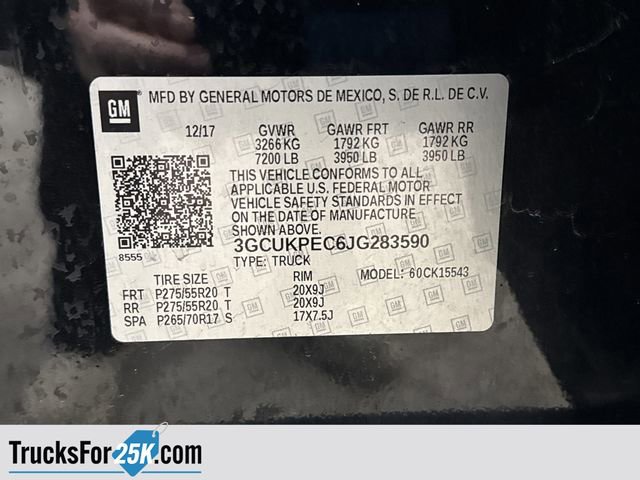 GM MFD BY GENERAL MOTORS DE MEXICO, S. DE R.L. DE C.V.
12/17 GVWR GAWR FRT GAWR RR
3266 KG 1792 KG 1792 KG
7200 LB 3950 LB 3950 LB
THIS VEHICLE CONFORMS TO ALL
APPLICABLE U.S. FEDERAL MOTOR
VEHICLE SAFETY STANDARDS IN EFFECT
ON THE DATE OF MANUFACTURE
SHOWN ABOVE.
8555 3GCUKPEC6JG283590
TYPE: TRUCK MODEL: 60CK15543
TIRE SIZE RIM
FRT P275/55R20 T 20X9J
RR P275/55R20 T 20X9J
SPA P265/70R17 S 17X7.5J
TrucksFor25K.com